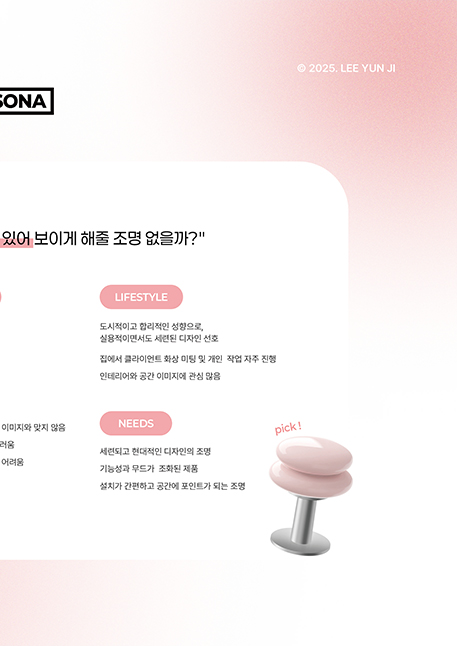 © 2025. LEE YUN JI
SONA
있어 보이게 해줄 조명 없을까?"
LIFESTYLE
도시적이고 합리적인 성향으로,
실용적이면서도 세련된 디자인 선호
집에서 클라이언트 화상 미팅 및 개인 작업 자주 진행
인테리어와 공간 이미지에 관심 많음
이미지와 맞지 않음
러움
어려움
NEEDS
세련되고 현대적인 디자인의 조명
기능성과 무드가 조화된 제품
설치가 간편하고 공간에 포인트가 되는 조명
pick!